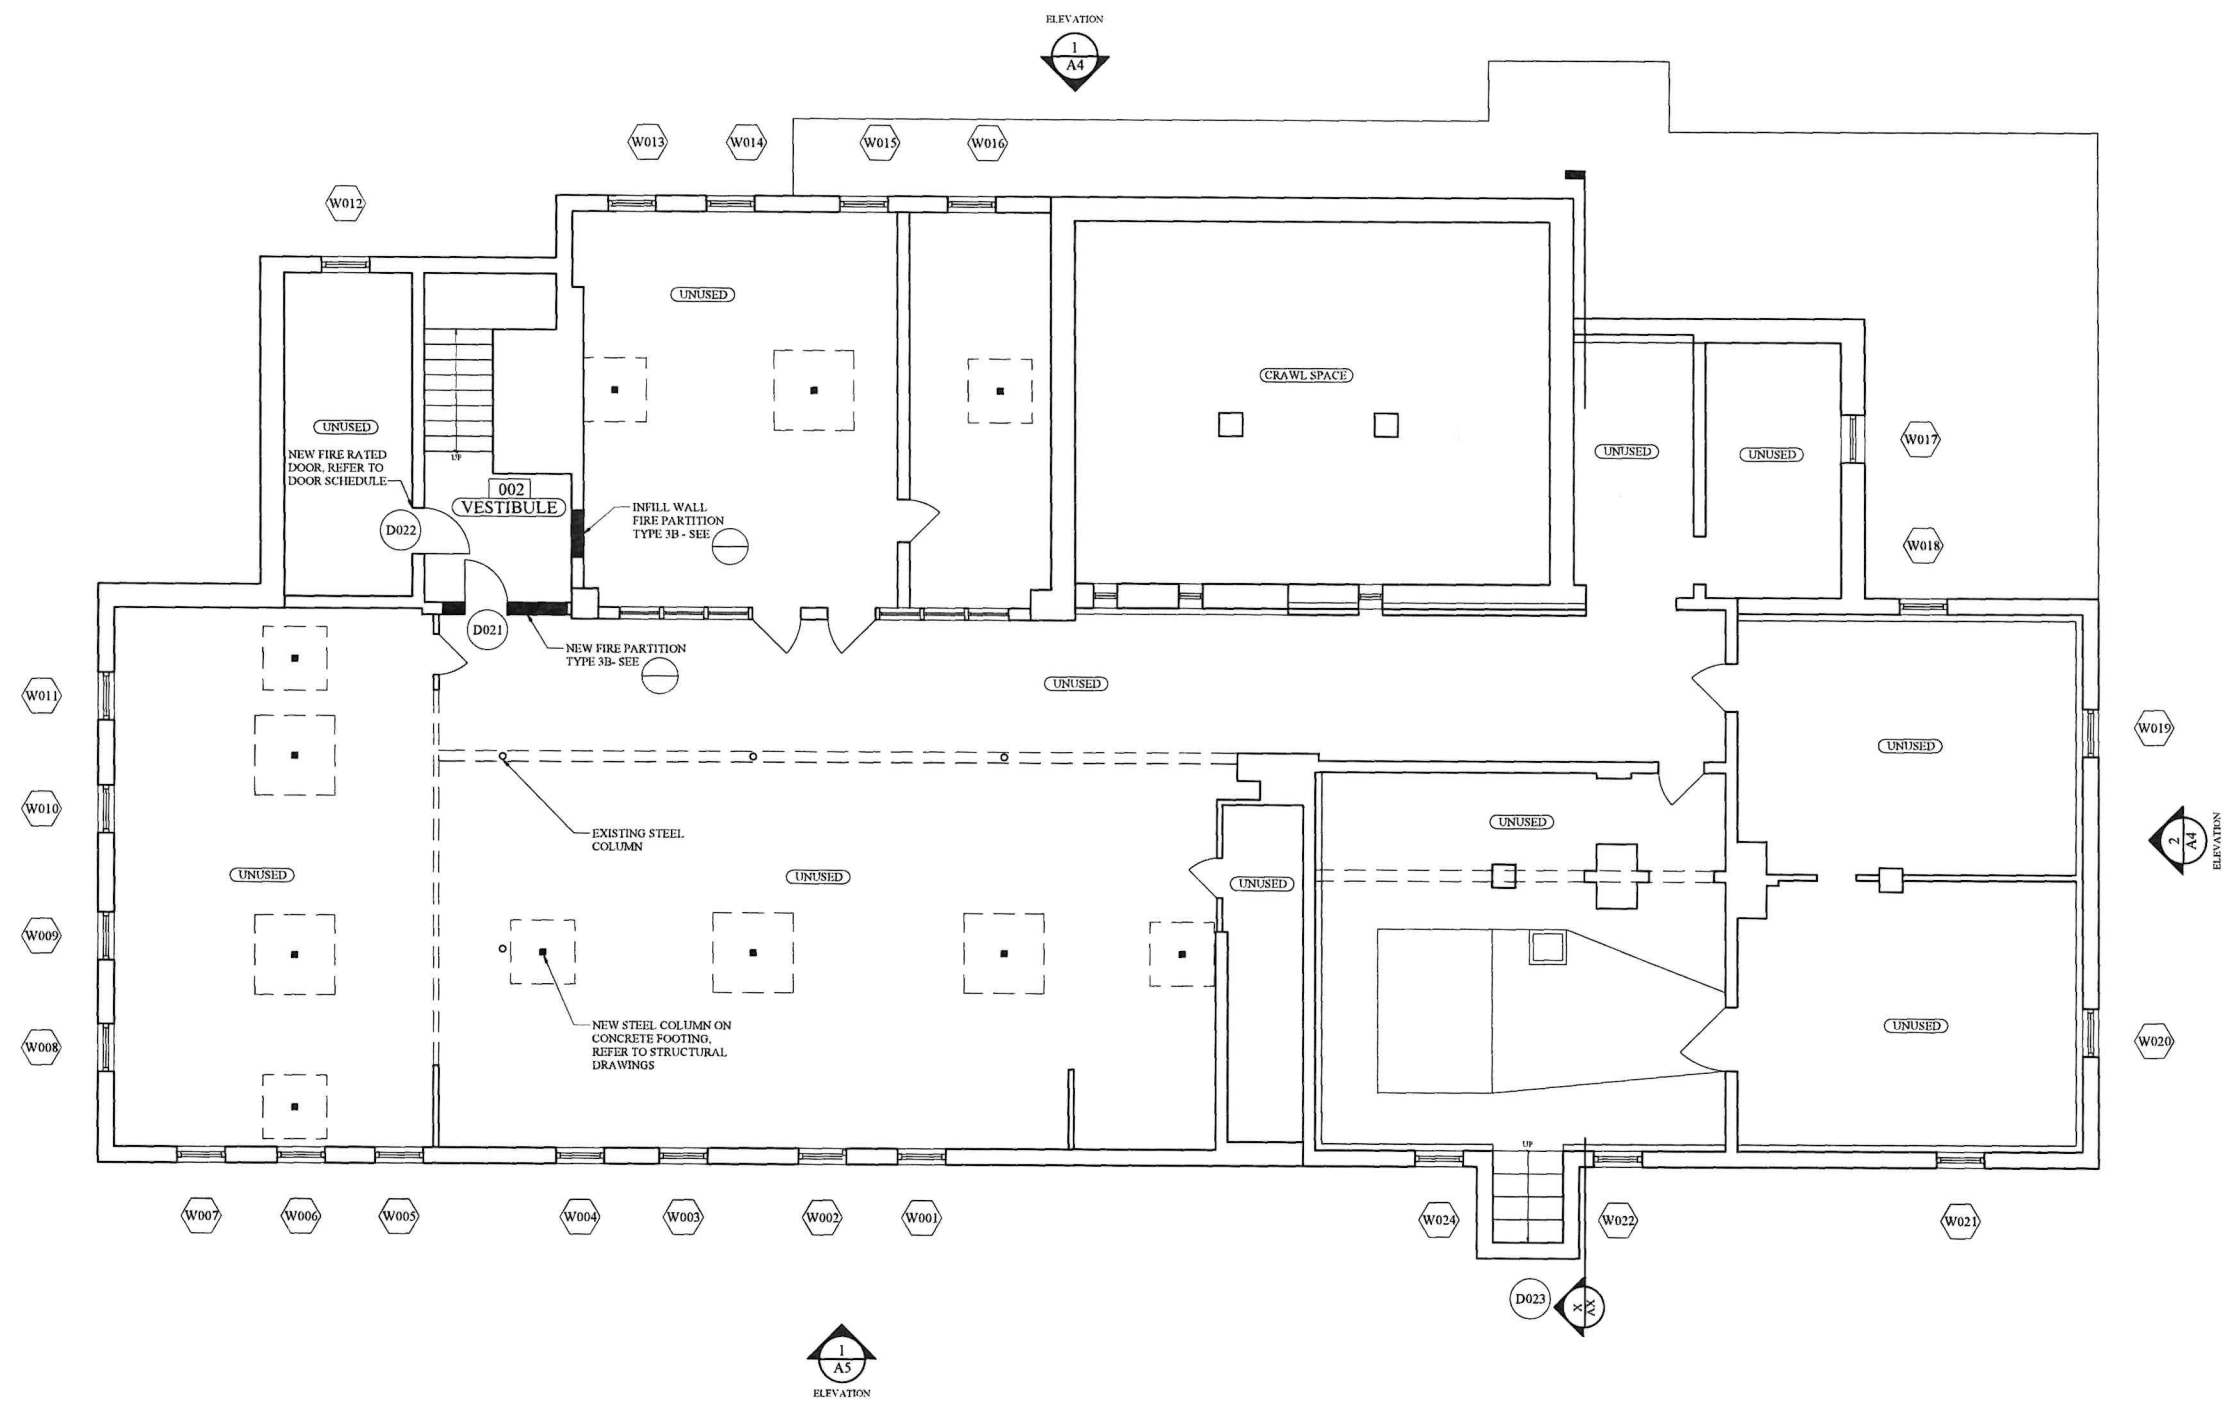 ELEVATION
1
A4
W013
W014
W015
W016
W012
UNUSED
CRAWL SPACE
UNUSED
NEW FIRE RATED
DOOR, REFER TO
DOOR SCHEDULE
UP
002
VESTIBULE
D022
INFILL WALL
FIRE PARTITION
TYPE 3B - SEE
UNUSED
UNUSED
W017
W018
D021
NEW FIRE PARTITION
TYPE 3B- SEE
UNUSED
W011
W010
W009
W008
UNUSED
EXISTING STEEL
COLUMN
UNUSED
UNUSED
UNUSED
UNUSED
W019
2
A4
ELEVATION
NEW STEEL COLUMN ON
CONCRETE FOOTING,
REFER TO STRUCTURAL
DRAWINGS
UNUSED
W020
UP
W007
W006
W005
W004
W003
W002
W001
W024
W022
W021
D023
X
AX
1
A5
ELEVATION